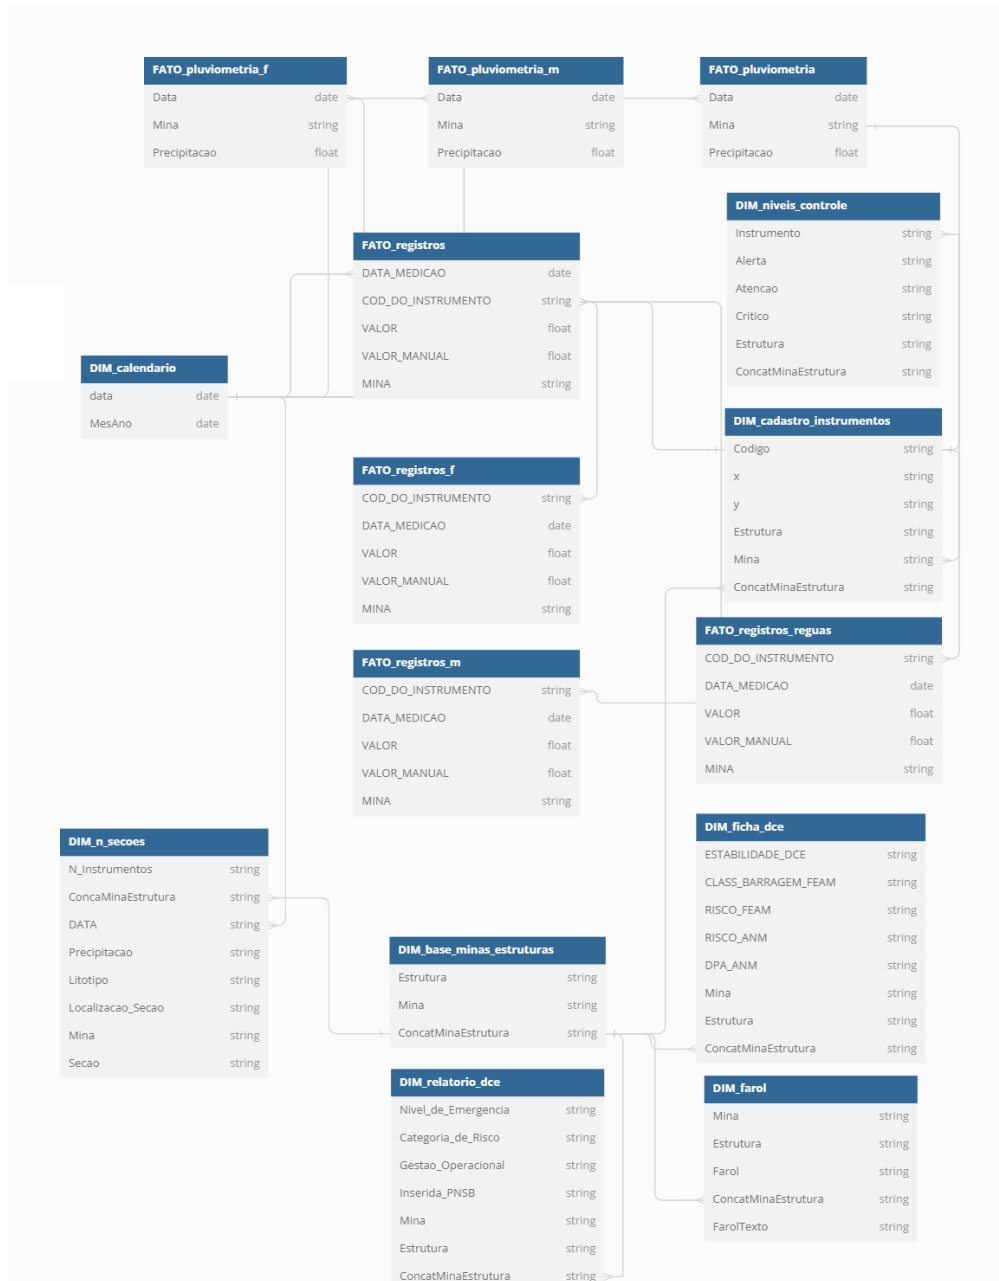 FATO_pluviometria_f
Data date
Mina string
Precipitacao float
FATO_pluviometria_m
Data date
Mina string
Precipitacao float
FATO_pluviometria
Data date
Mina string
Precipitacao float
DIM_niveis_controle
Instrumento string
Alerta string
Atencao string
Critico string
Estrutura string
ConcatMinaEstrutura string
FATO_registros
DATA_MEDICAO date
COD_DO_INSTRUMENTO string
VALOR float
VALOR_MANUAL float
MINA string
DIM_calendario
data date
MesAno date
DIM_cadastro_instrumentos
Codigo string
x string
y string
Estrutura string
Mina string
ConcatMinaEstrutura string
FATO_registros_f
COD_DO_INSTRUMENTO string
DATA_MEDICAO date
VALOR float
VALOR_MANUAL float
MINA string
FATO_registros_reguas
COD_DO_INSTRUMENTO string
DATA_MEDICAO date
VALOR float
VALOR_MANUAL float
MINA string
FATO_registros_m
COD_DO_INSTRUMENTO string
DATA_MEDICAO date
VALOR float
VALOR_MANUAL float
MINA string
DIM_n_secoes
N_Instrumentos string
ConcaMinaEstrutura string
DATA string
Precipitacao string
Litotipo string
Localizacao_Secao string
Mina string
Secao string
DIM_ficha_dce
ESTABILIDADE_DCE string
CLASS_BARRAGEM_FEAM string
RISCO_FEAM string
RISCO_ANM string
DPA_ANM string
Mina string
Estrutura string
ConcatMinaEstrutura string
DIM_base_minas_estruturas
Estrutura string
Mina string
ConcatMinaEstrutura string
DIM_relatorio_dce
Nivel_de_Emergencia string
Categoria_de_Risco string
Gestao_Operacional string
Inserida_PNSB string
Mina string
Estrutura string
ConcatMinaEstrutura string
DIM_farol
Mina string
Estrutura string
Farol string
ConcatMinaEstrutura string
FarolTexto string